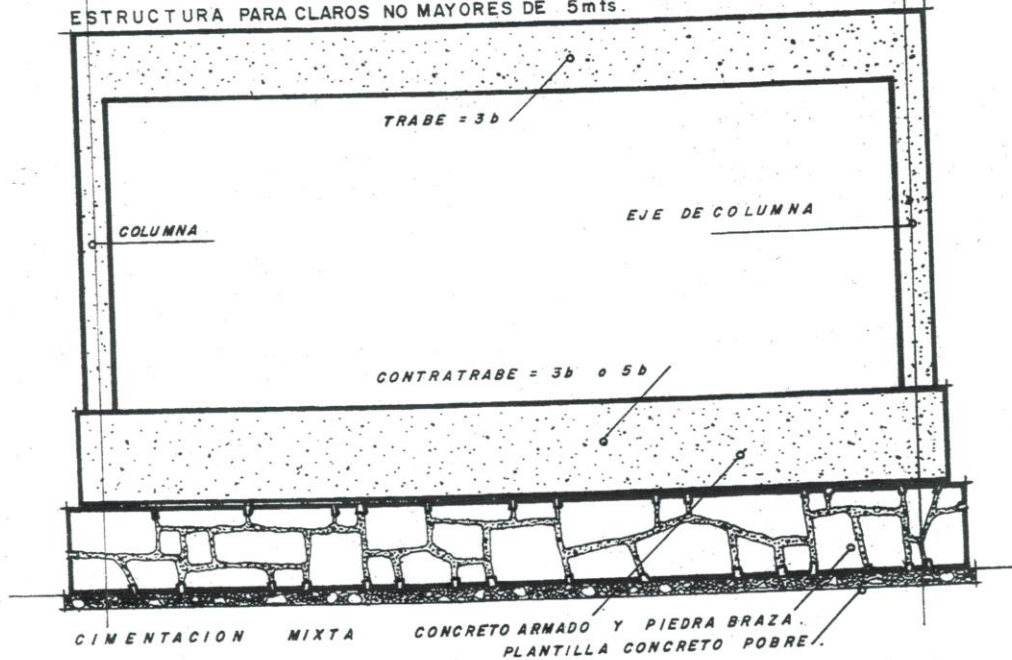 ESTRUCTURA PARA CLAROS NO MAYORES DE 5mts.
TRABE = 3b
COLUMNA
EJE DE COLUMNA
CONTRATRABE = 3b o 5b
CIMENTACION MIXTA
CONCRETO ARMADO Y PIEDRA BRAZA.
PLANTILLA CONCRETO POBRE.